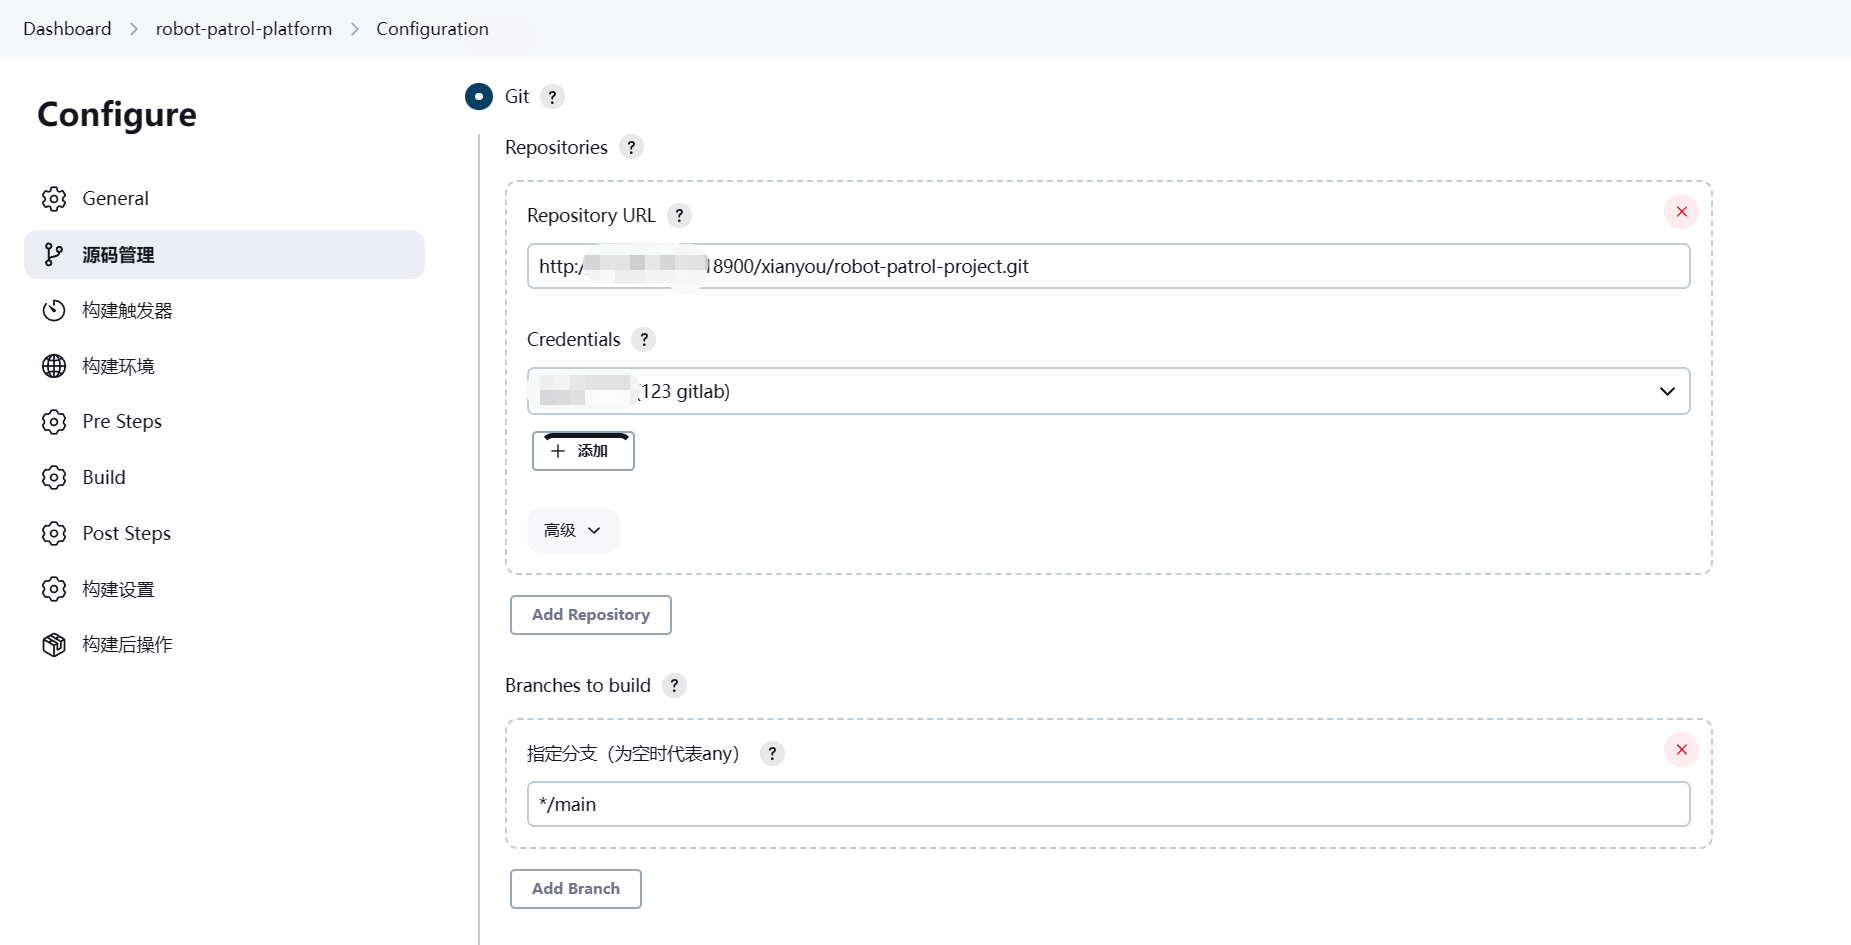 Dashboard > robot-patrol-platform > Configuration
Configure
General
源码管理
构建触发器
构建环境
Pre Steps
Build
Post Steps
构建设置
构建后操作
Git ?
Repositories ?
Repository URL ?
http:/ 18900/xianyou/robot-patrol-project.git
Credentials ?
(123 gitlab)
+ 添加
高级
Add Repository
Branches to build ?
指定分支（为空时代表any） ?
*/main
Add Branch